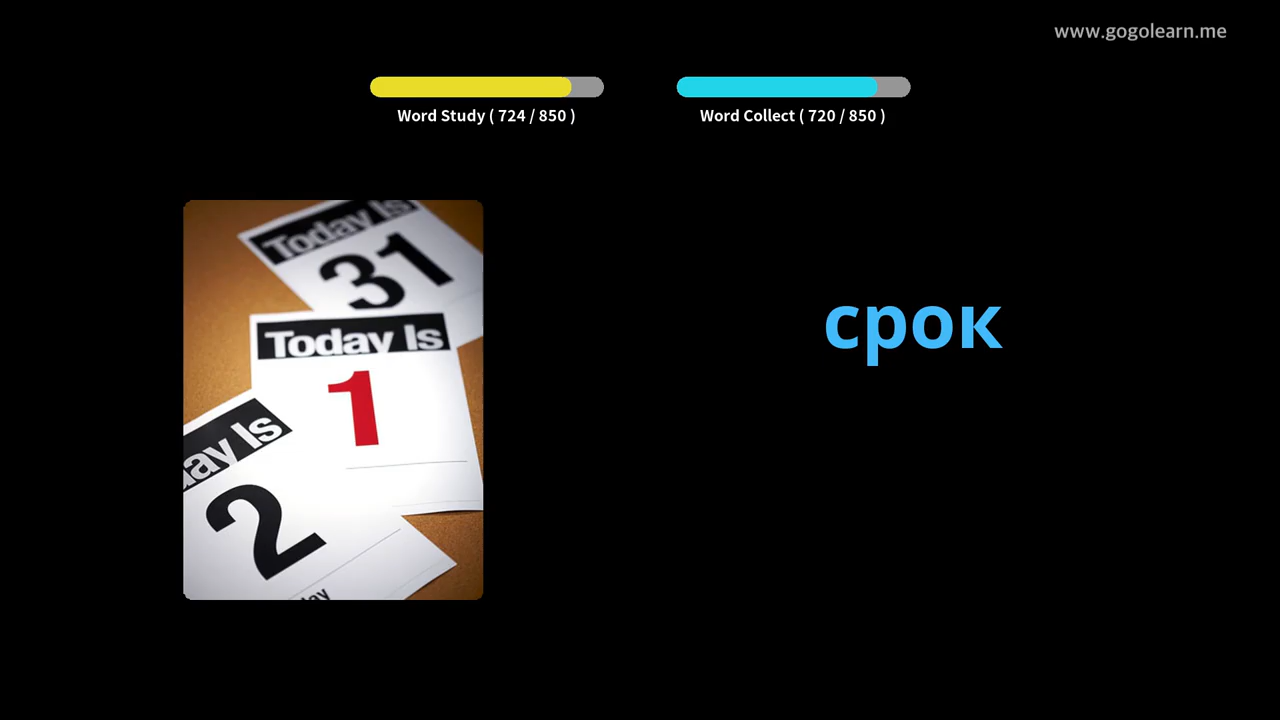 www.gogolearn.me
Word Study ( 724 / 850 )
Word Collect ( 720 / 850 )
Today Is
31
Today Is
1
ay Is
2
ay
срок